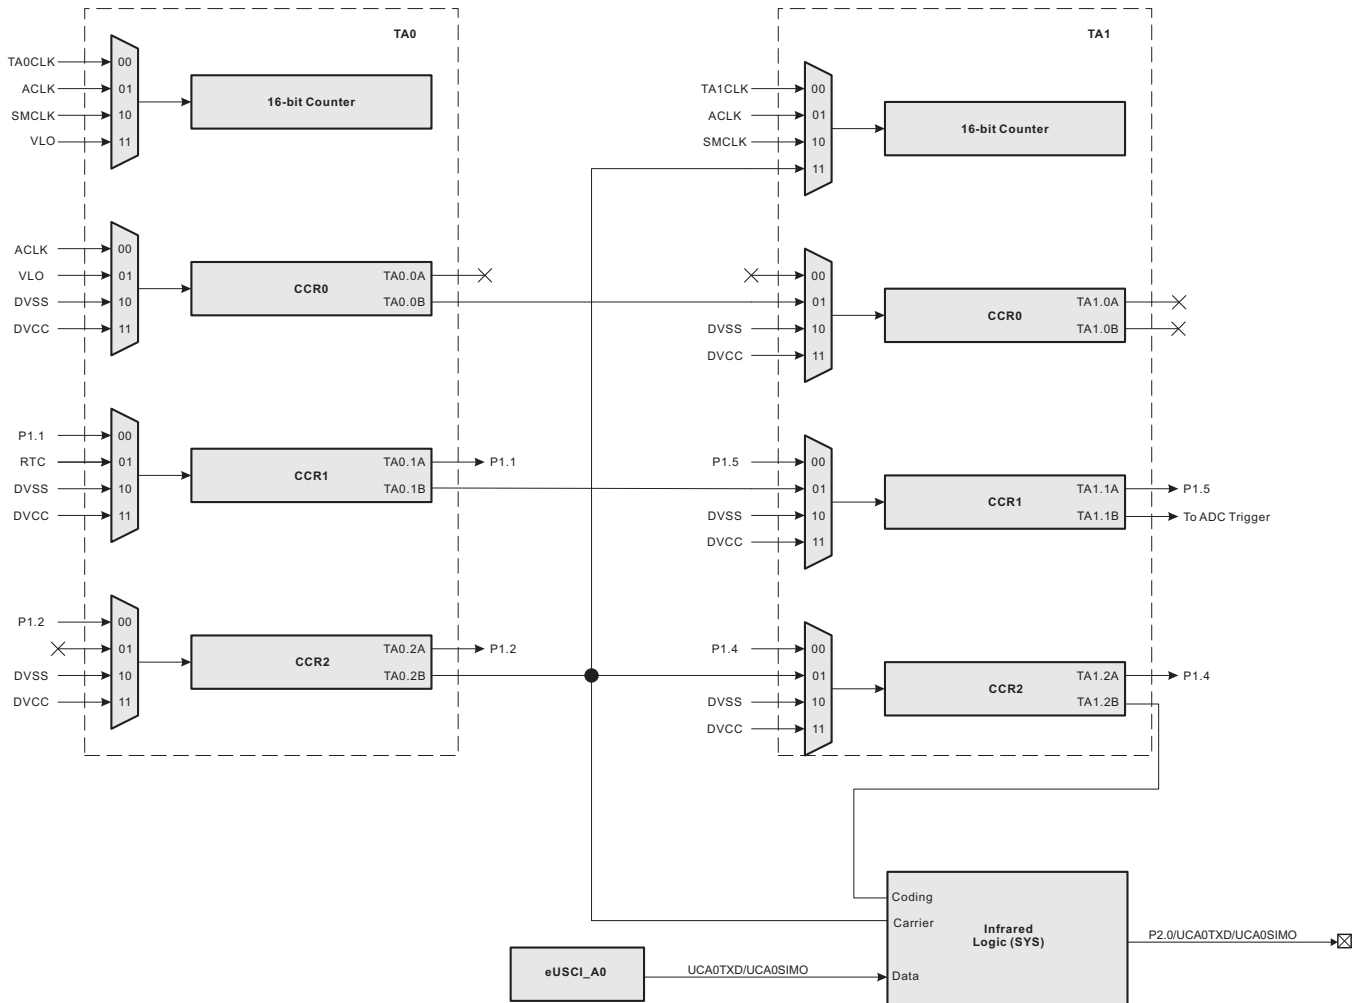 TA0
TA0CLK 00
ACLK 01
SMCLK 10
VLO 11
16-bit Counter
ACLK 00
VLO 01
DVSS 10
DVCC 11
CCR0
TA0.0A
TA0.0B
P1.1 00
RTC 01
DVSS 10
DVCC 11
CCR1
TA0.1A P1.1
TA0.1B
P1.2 00
01
DVSS 10
DVCC 11
CCR2
TA0.2A P1.2
TA0.2B
TA1
TA1CLK 00
ACLK 01
SMCLK 10
11
16-bit Counter
00
01
DVSS 10
DVCC 11
CCR0
TA1.0A
TA1.0B
P1.5 00
01
DVSS 10
DVCC 11
CCR1
TA1.1A P1.5
TA1.1B To ADC Trigger
P1.4 00
01
DVSS 10
DVCC 11
CCR2
TA1.2A P1.4
TA1.2B
Coding
Carrier
Data
Infrared
Logic (SYS)
P2.0/UCA0TXD/UCA0SIMO
eUSCI_A0
UCA0TXD/UCA0SIMO